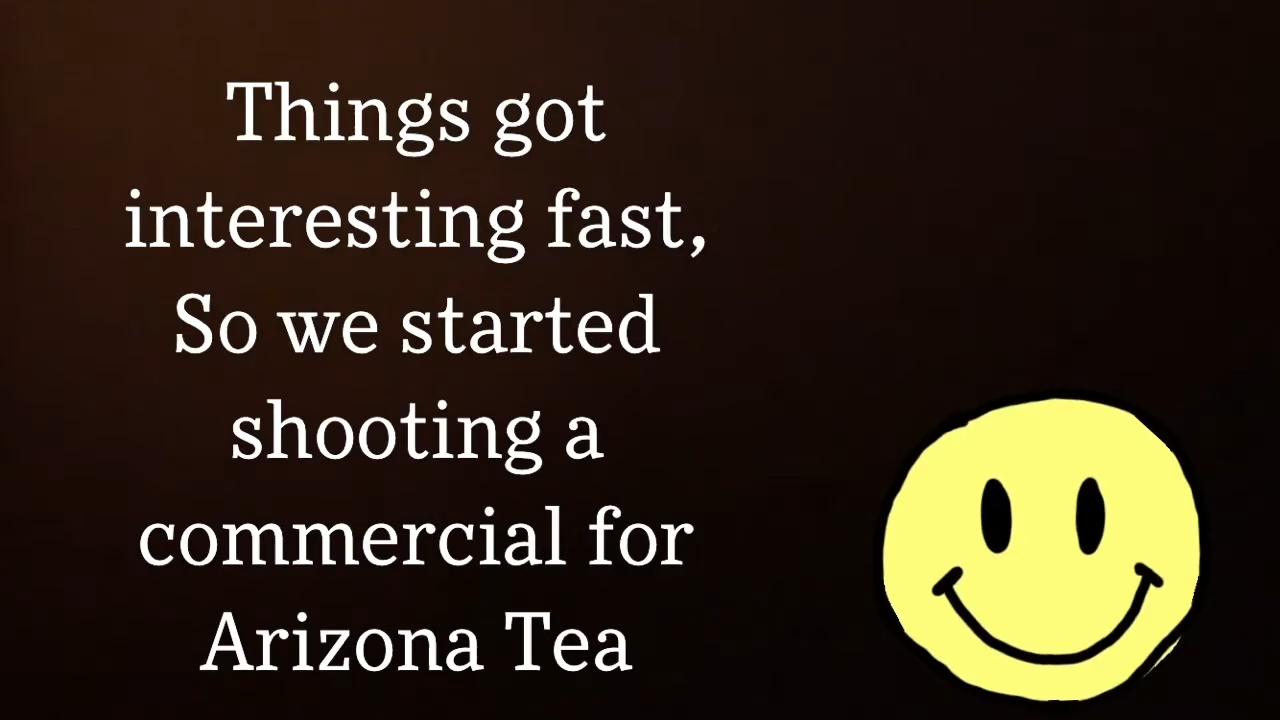 Things got
interesting fast,
So we started
shooting a
commercial for
Arizona Tea